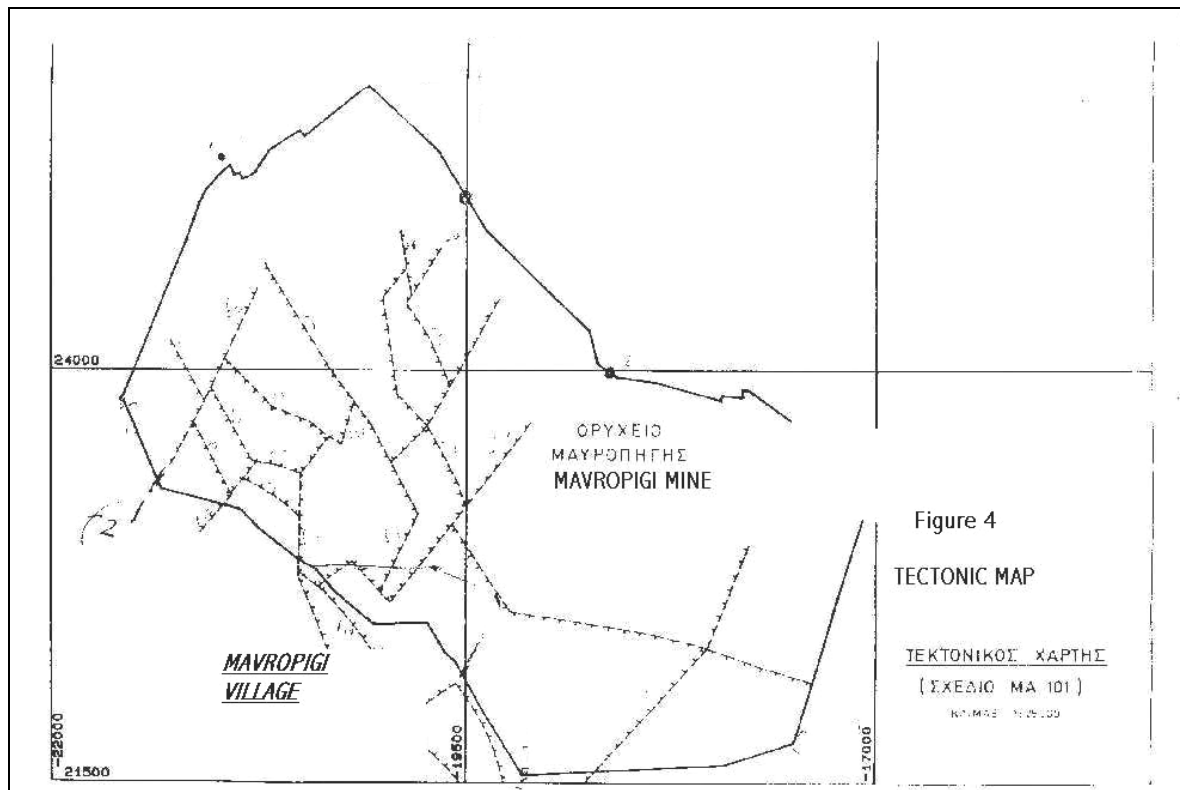 24000
ΟΡΥΧΕΙΟ
ΜΑΥΡΟΠΗΓΗΣ
MAVROPIGI MINE
Figure 4
TECTONIC MAP
ΤΕΚΤΟΝΙΚΟΣ ΧΑΡΤΗΣ
(ΣΧΕΔΙΟ ΜΑ 101)
MAVROPIGI
VILLAGE
-22000
21500
-19500
-17000